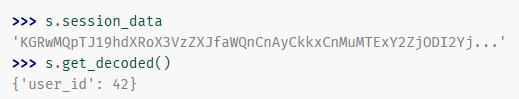 >>> s.session_data
'KGRwMQpTJ19hdXRoX3VzZXJfaWQnCnAyCkkxCnMuMTExY2ZjODI2Yj...'
>>> s.get_decoded()
{'user_id': 42}